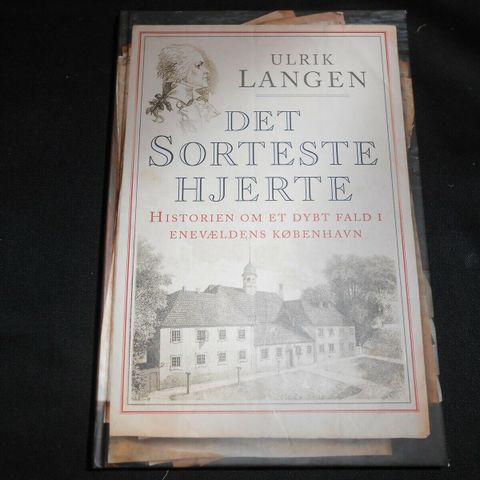 ULRIK
LANGEN
DET
SORTESTE
HJERTE
HISTORIEN OM ET DYBT FALD I
ENEVÆLDENS KØBENHAVN